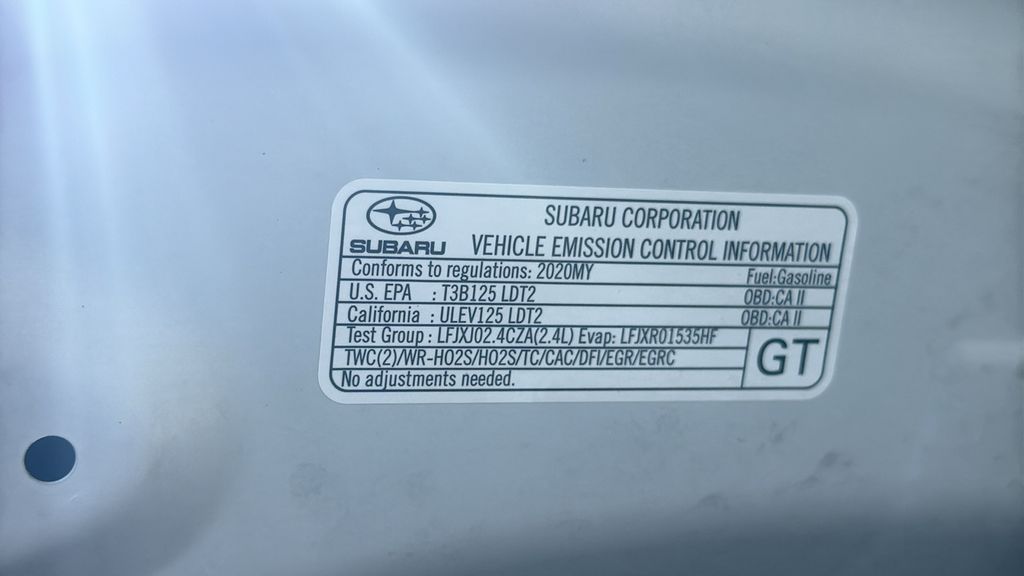 SUBARU
SUBARU CORPORATION
VEHICLE EMISSION CONTROL INFORMATION
Conforms to regulations: 2020MY Fuel:Gasoline
U.S. EPA : T3B125 LDT2 OBD:CA II
California : ULEV125 LDT2 OBD:CA II
Test Group : LFJXJ02.4CZA(2.4L) Evap: LFJXR01535HF
TWC(2)/WR-HO2S/HO2S/TC/CAC/DFI/EGR/EGRC
No adjustments needed.
GT